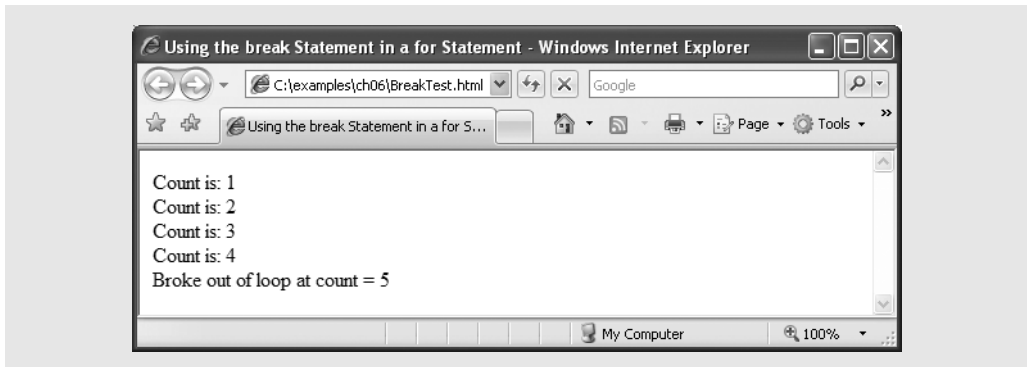 Using the break Statement in a for Statement - Windows Internet Explorer
C:\examples\ch06\BreakTest.html
Google
Using the break Statement in a for S...
Page
Tools
»
Count is: 1
Count is: 2
Count is: 3
Count is: 4
Broke out of loop at count = 5
My Computer
100%